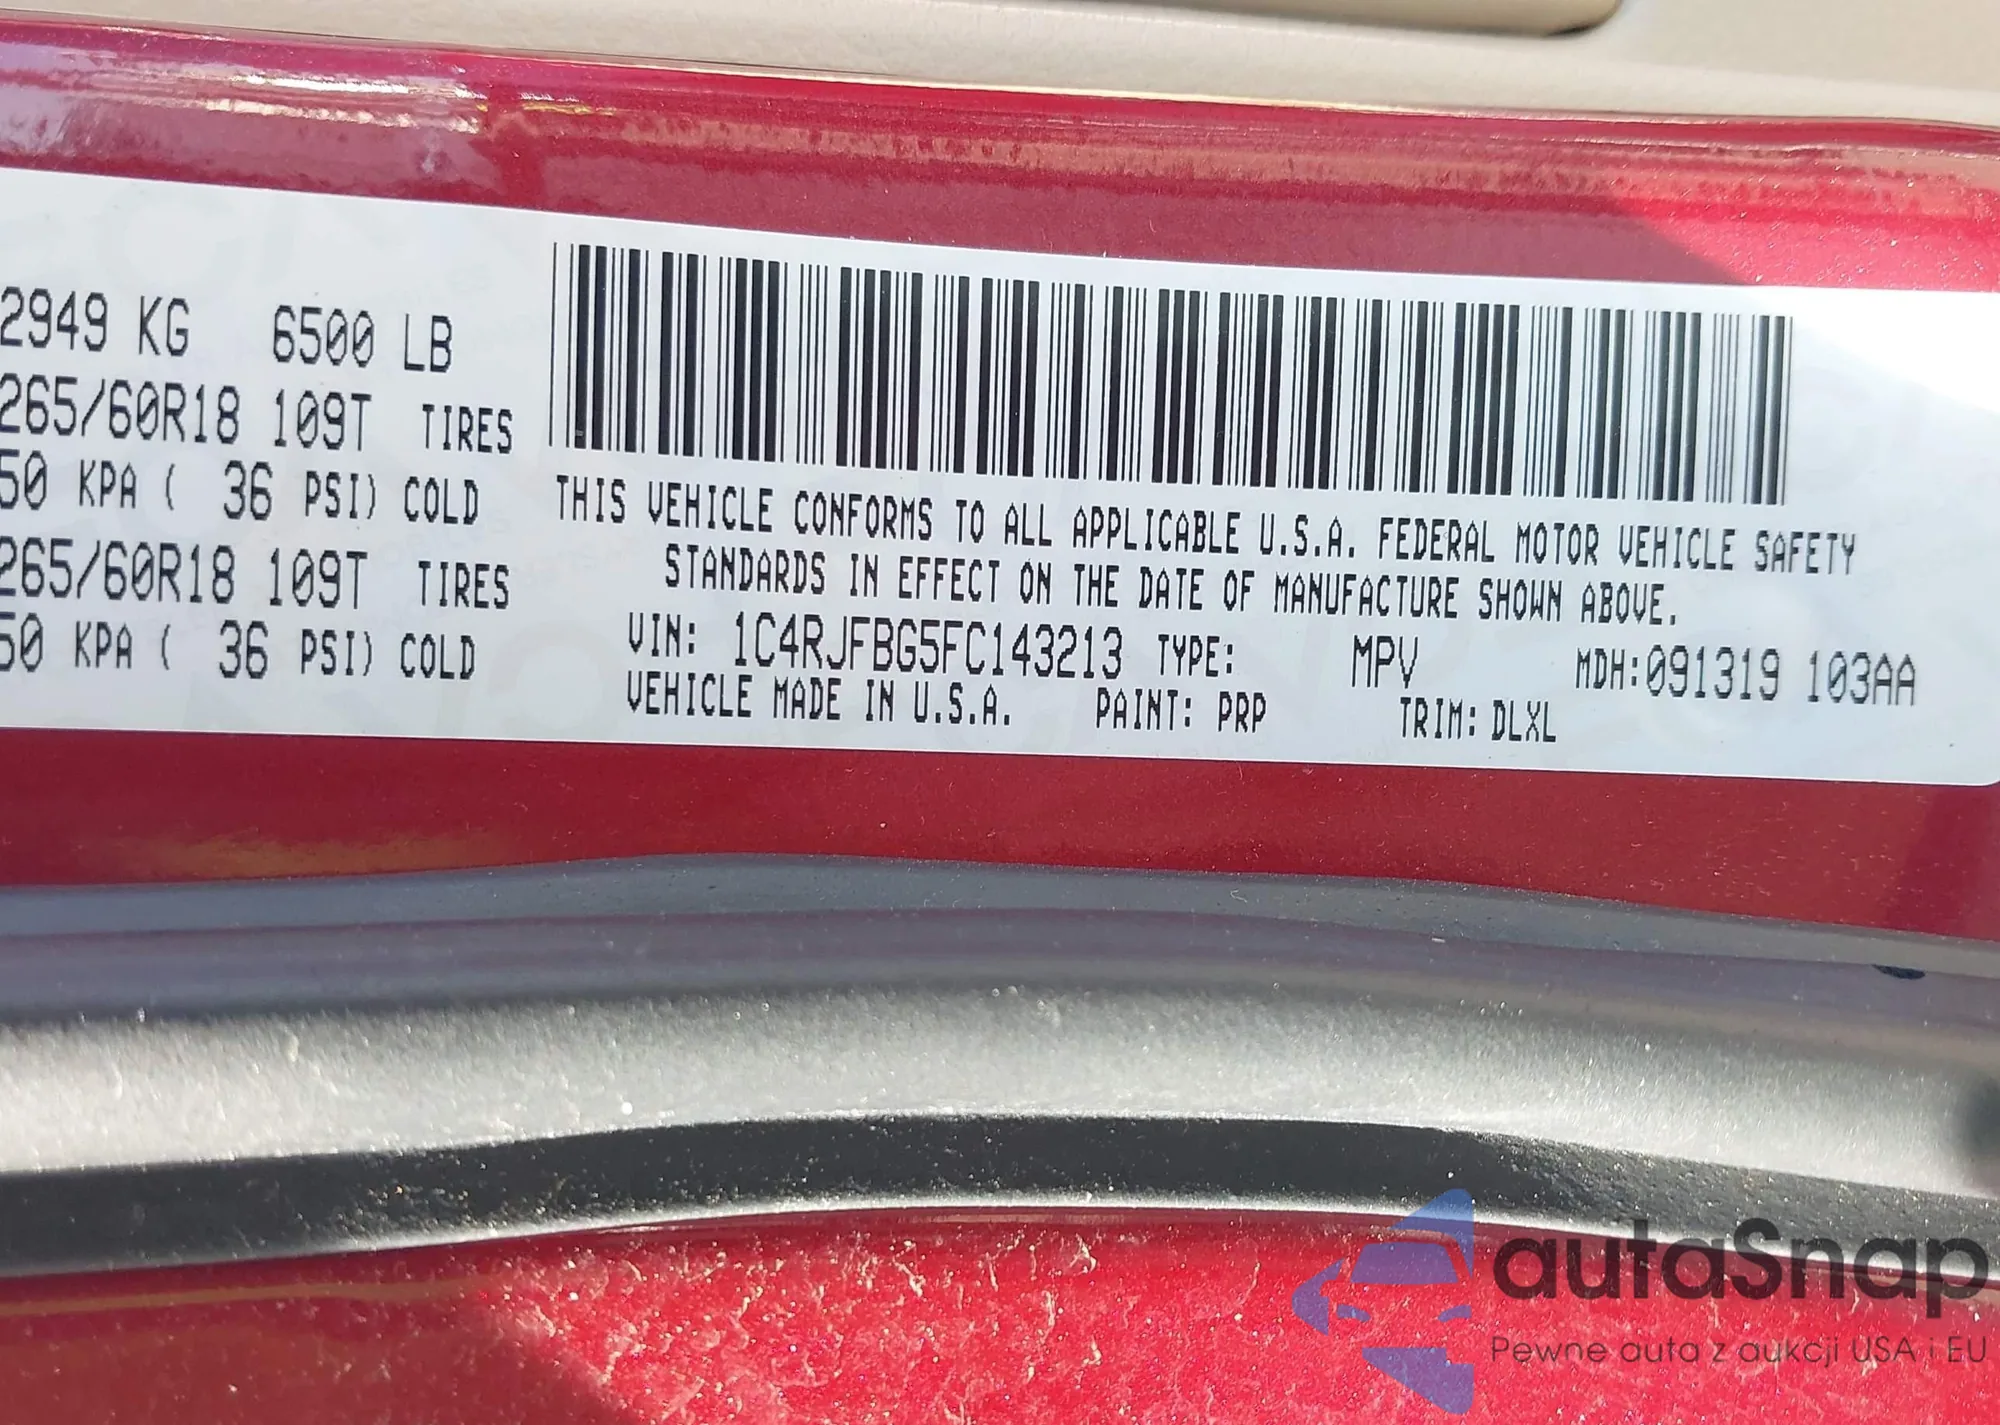 2949 KG 6500 LB
265/60R18 109T TIRES
50 KPA ( 36 PSI) COLD
265/60R18 109T TIRES
50 KPA ( 36 PSI) COLD
THIS VEHICLE CONFORMS TO ALL APPLICABLE U.S.A. FEDERAL MOTOR VEHICLE SAFETY
STANDARDS IN EFFECT ON THE DATE OF MANUFACTURE SHOWN ABOVE.
VIN: 1C4RJFBG5FC143213 TYPE: MPV MDH:091319 103AA
VEHICLE MADE IN U.S.A. PAINT: PRP TRIM: DLXL
autaSnap
Pewne auta z aukcji USA i EU